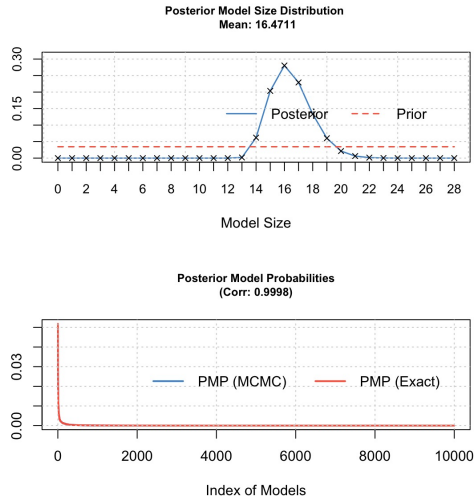 Posterior Model Size Distribution
Mean: 16.4711
0.30
0.15
0.00
Posterior Prior
0 2 4 6 8 10 12 14 16 18 20 22 24 26 28
Model Size
Posterior Model Probabilities
(Corr: 0.9998)
0.03
0.00
PMP (MCMC) PMP (Exact)
0 2000 4000 6000 8000 10000
Index of Models